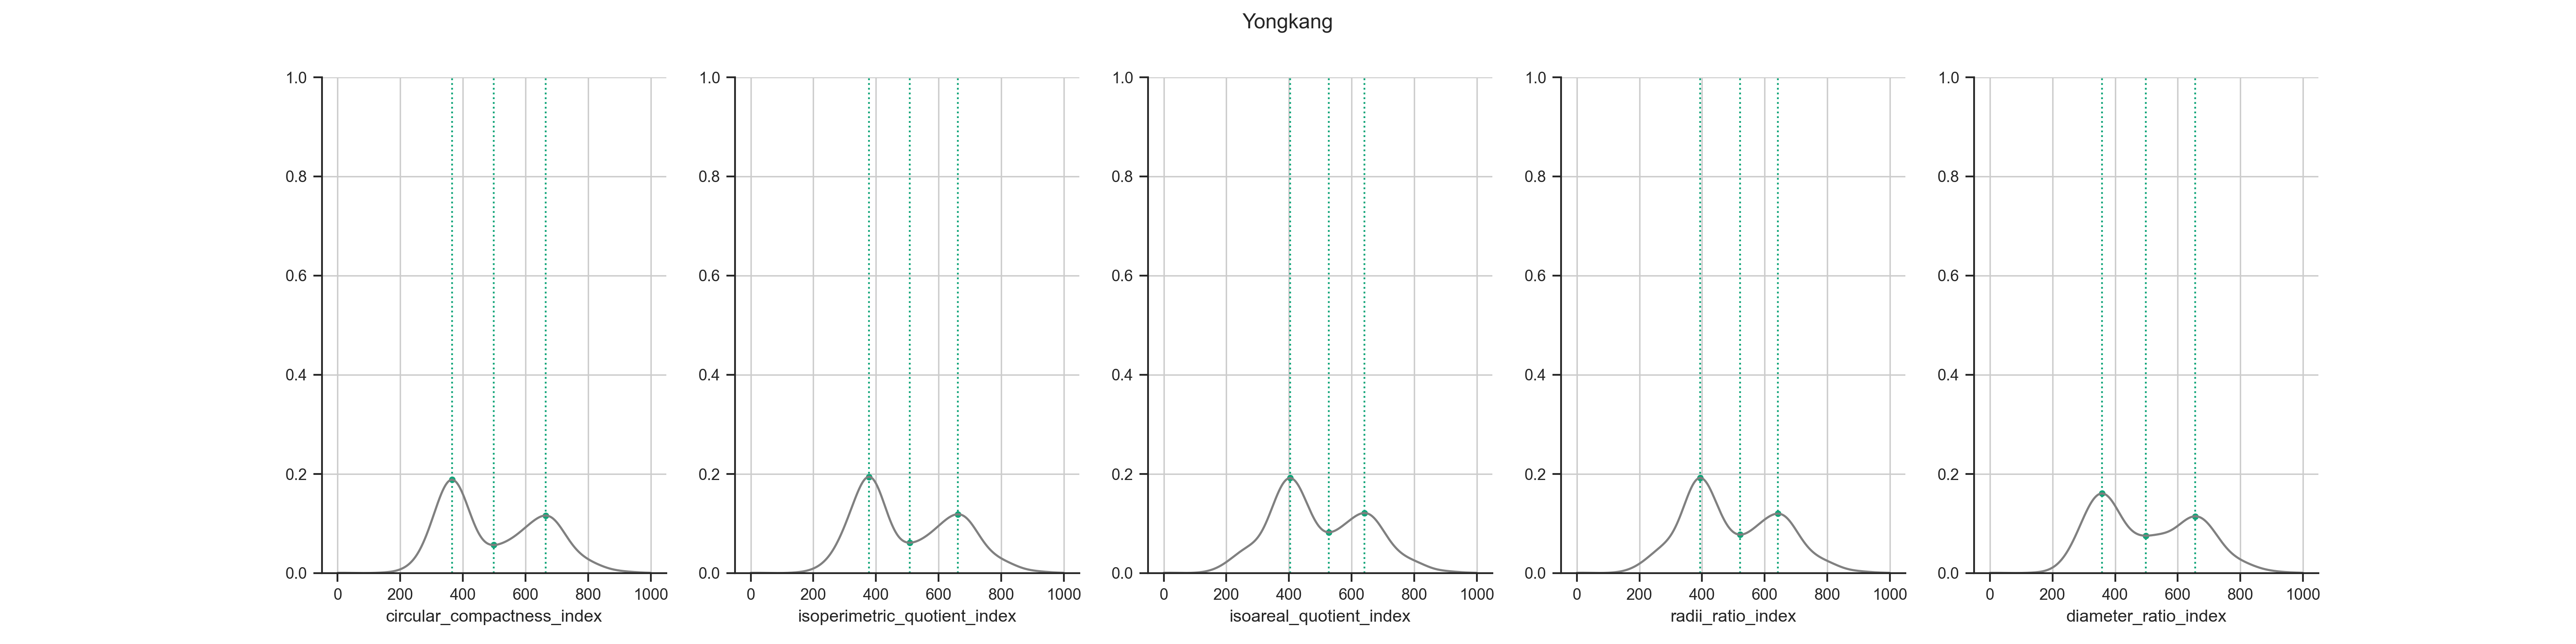 Yongkang
1.0 1.0 1.0 1.0 1.0
0.8 0.8 0.8 0.8 0.8
0.6 0.6 0.6 0.6 0.6
0.4 0.4 0.4 0.4 0.4
0.2 0.2 0.2 0.2 0.2
0.0 0.0 0.0 0.0 0.0
0 200 400 600 800 1000 0 200 400 600 800 1000 0 200 400 600 800 1000 0 200 400 600 800 1000 0 200 400 600 800 1000
circular_compactness_index isoperimetric_quotient_index isoareal_quotient_index radii_ratio_index diameter_ratio_index